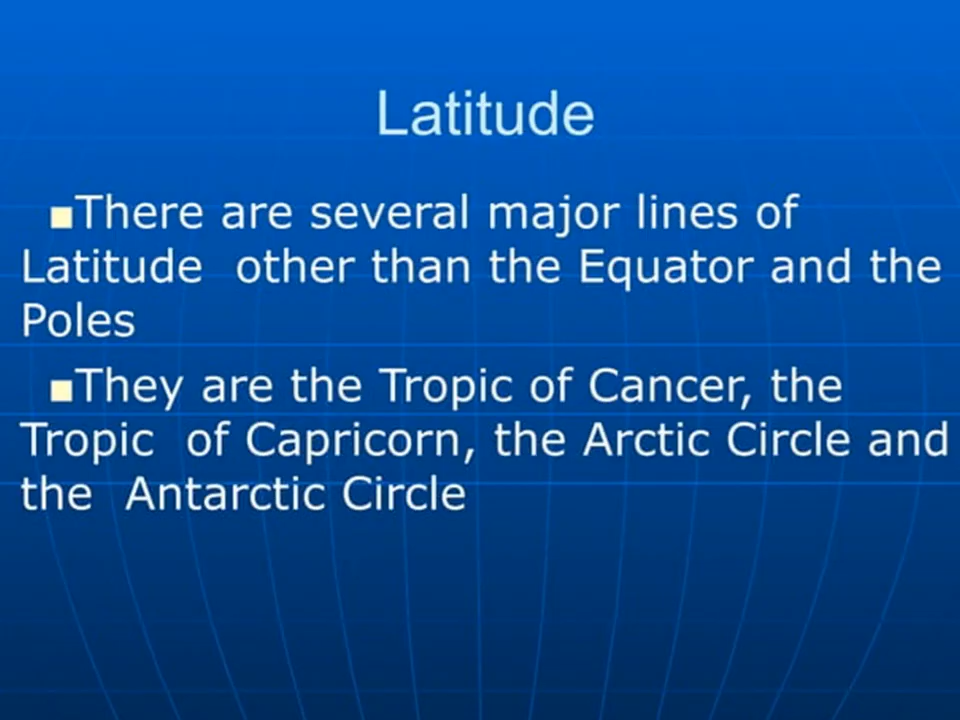 Latitude
▪There are several major lines of
Latitude other than the Equator and the
Poles
▪They are the Tropic of Cancer, the
Tropic of Capricorn, the Arctic Circle and
the Antarctic Circle